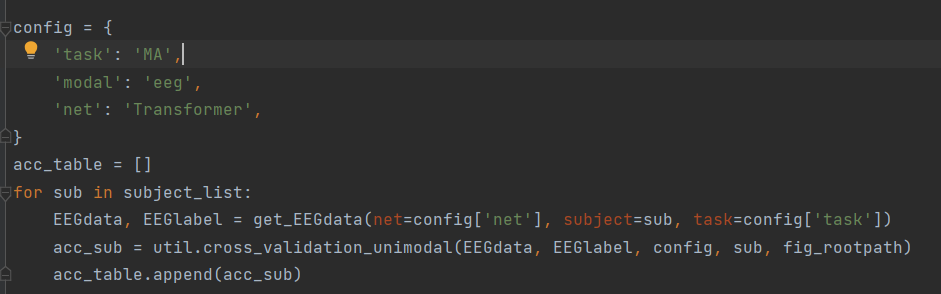 config = {
    'task': 'MA',
    'modal': 'eeg',
    'net': 'Transformer',
}
acc_table = []
for sub in subject_list:
    EEGdata, EEGlabel = get_EEGdata(net=config['net'], subject=sub, task=config['task'])
    acc_sub = util.cross_validation_unimodal(EEGdata, EEGlabel, config, sub, fig_rootpath)
    acc_table.append(acc_sub)